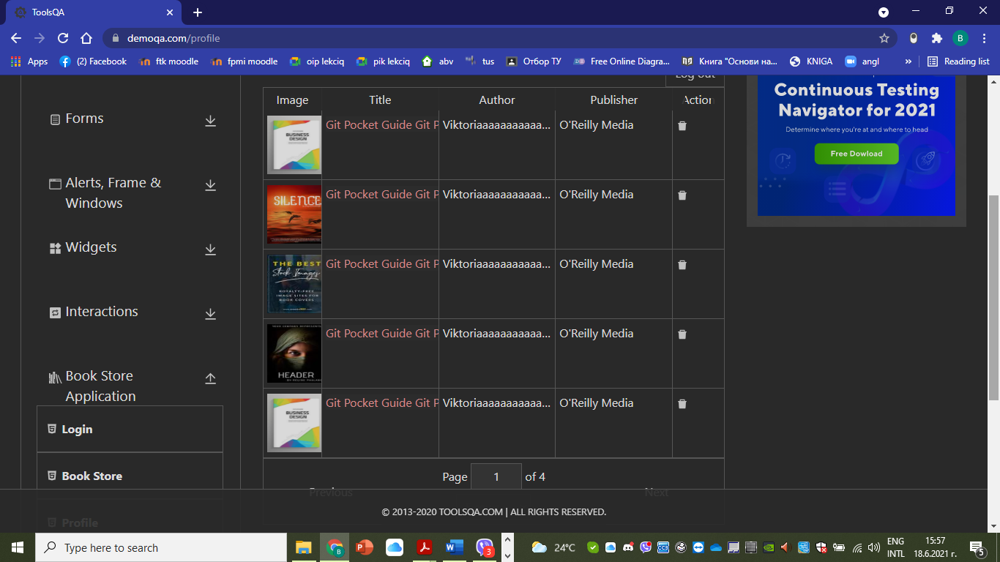 ToolsQA
demoqa.com/profile
B
Apps
(2) Facebook
ftk moodle
fpmi moodle
oip lekciq
pik lekciq
abv
tus
Отбор ТУ
Free Online Diagra...
Книга "Основи на...
KNIGA
angl
»
Reading list
Log out
Forms
Alerts, Frame &
Windows
Widgets
Interactions
Book Store
Application
Login
Book Store
Profile
Image Title Author Publisher Action
BUSINESS
DESIGN
Git Pocket Guide Git P Viktoriaaaaaaaaaaa... O'Reilly Media
SILENCE
Git Pocket Guide Git P Viktoriaaaaaaaaaaa... O'Reilly Media
THE BEST
Stock Images
ROYALTY-FREE
IMAGE SITES FOR
BOOK COVERS
Git Pocket Guide Git P Viktoriaaaaaaaaaaa... O'Reilly Media
HEADER
Git Pocket Guide Git P Viktoriaaaaaaaaaaa... O'Reilly Media
BUSINESS
DESIGN
Git Pocket Guide Git P Viktoriaaaaaaaaaaa... O'Reilly Media
Previous
Page 1 of 4
Next
Continuous Testing
Navigator for 2021
Determine where you're at and where to head
Free Dowload
© 2013-2020 TOOLSQA.COM | ALL RIGHTS RESERVED.
Type here to search
B
3
24°C
ENG
INTL
15:57
18.6.2021 г.
5